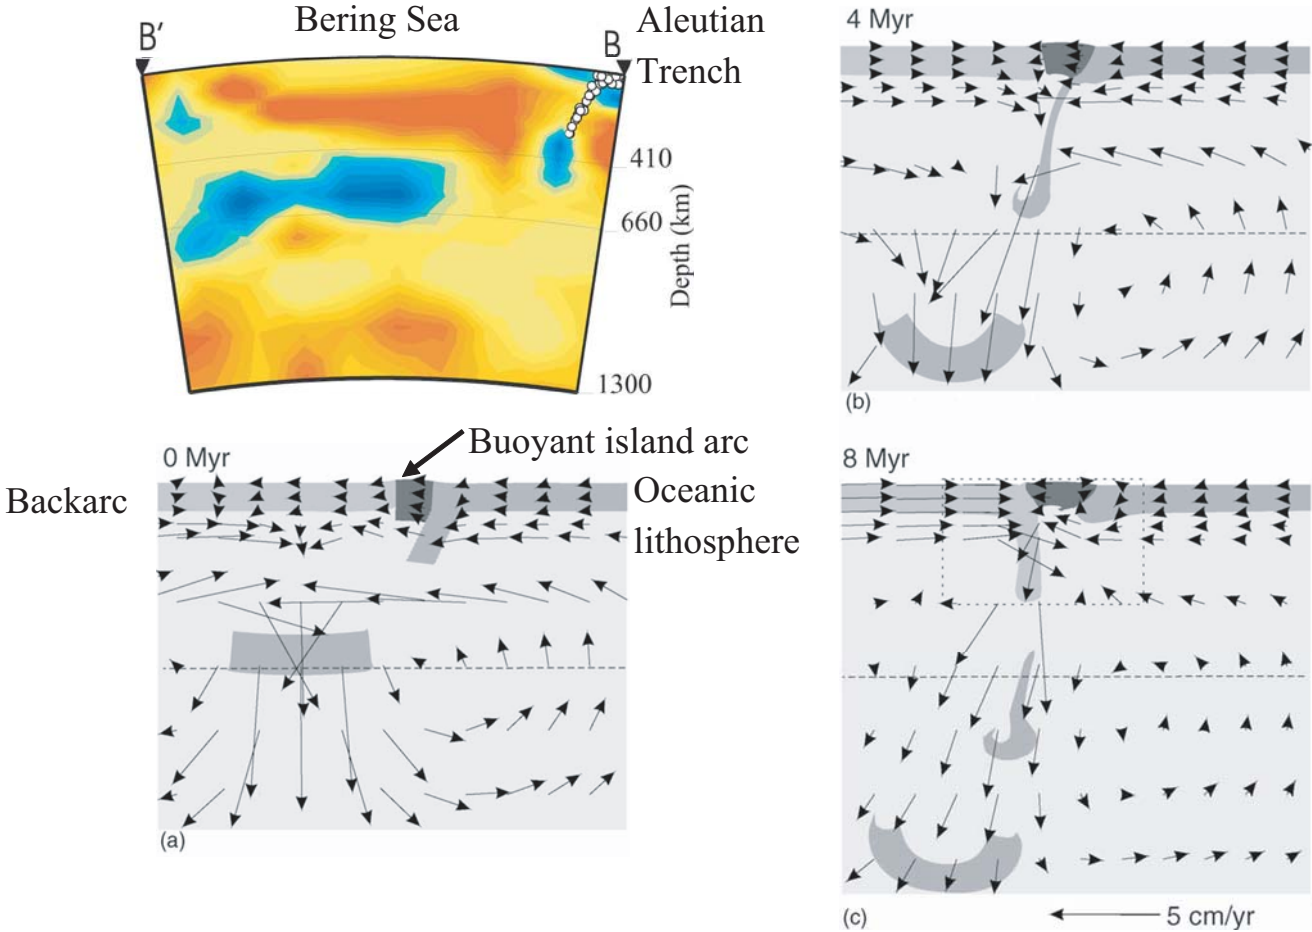 Bering Sea
B'
B
Aleutian
Trench
410
660
Depth (km)
1300
4 Myr
(b)
0 Myr
Buoyant island arc
Backarc
Oceanic
lithosphere
(a)
8 Myr
(c)
5 cm/yr